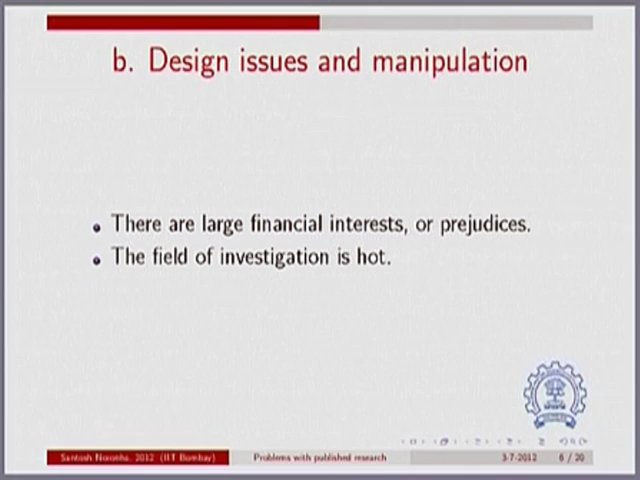 b. Design issues and manipulation
There are large financial interests, or prejudices.
The field of investigation is hot.
Santosh Noronha, 2012 (IIT Bombay)
Problems with published research
3-7-2012
6 / 20